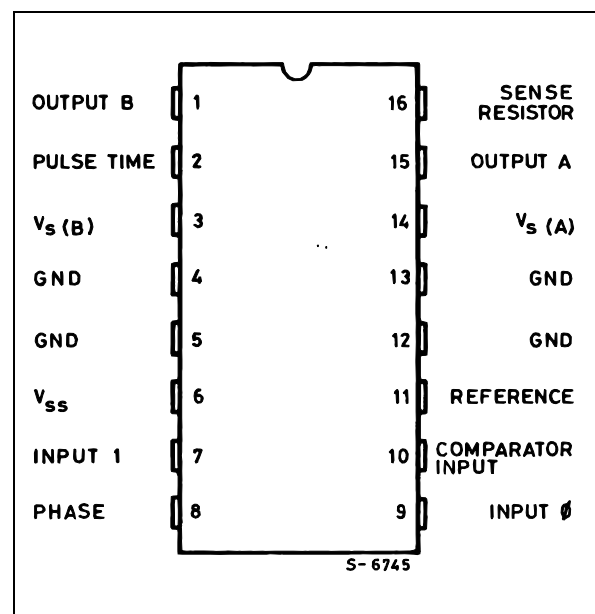 OUTPUT B 1 16 SENSE
RESISTOR
PULSE TIME 2 15 OUTPUT A
Vs (B) 3 14 Vs (A)
GND 4 13 GND
GND 5 12 GND
Vss 6 11 REFERENCE
INPUT 1 7 10 COMPARATOR
INPUT
PHASE 8 9 INPUT Ø
S-6745